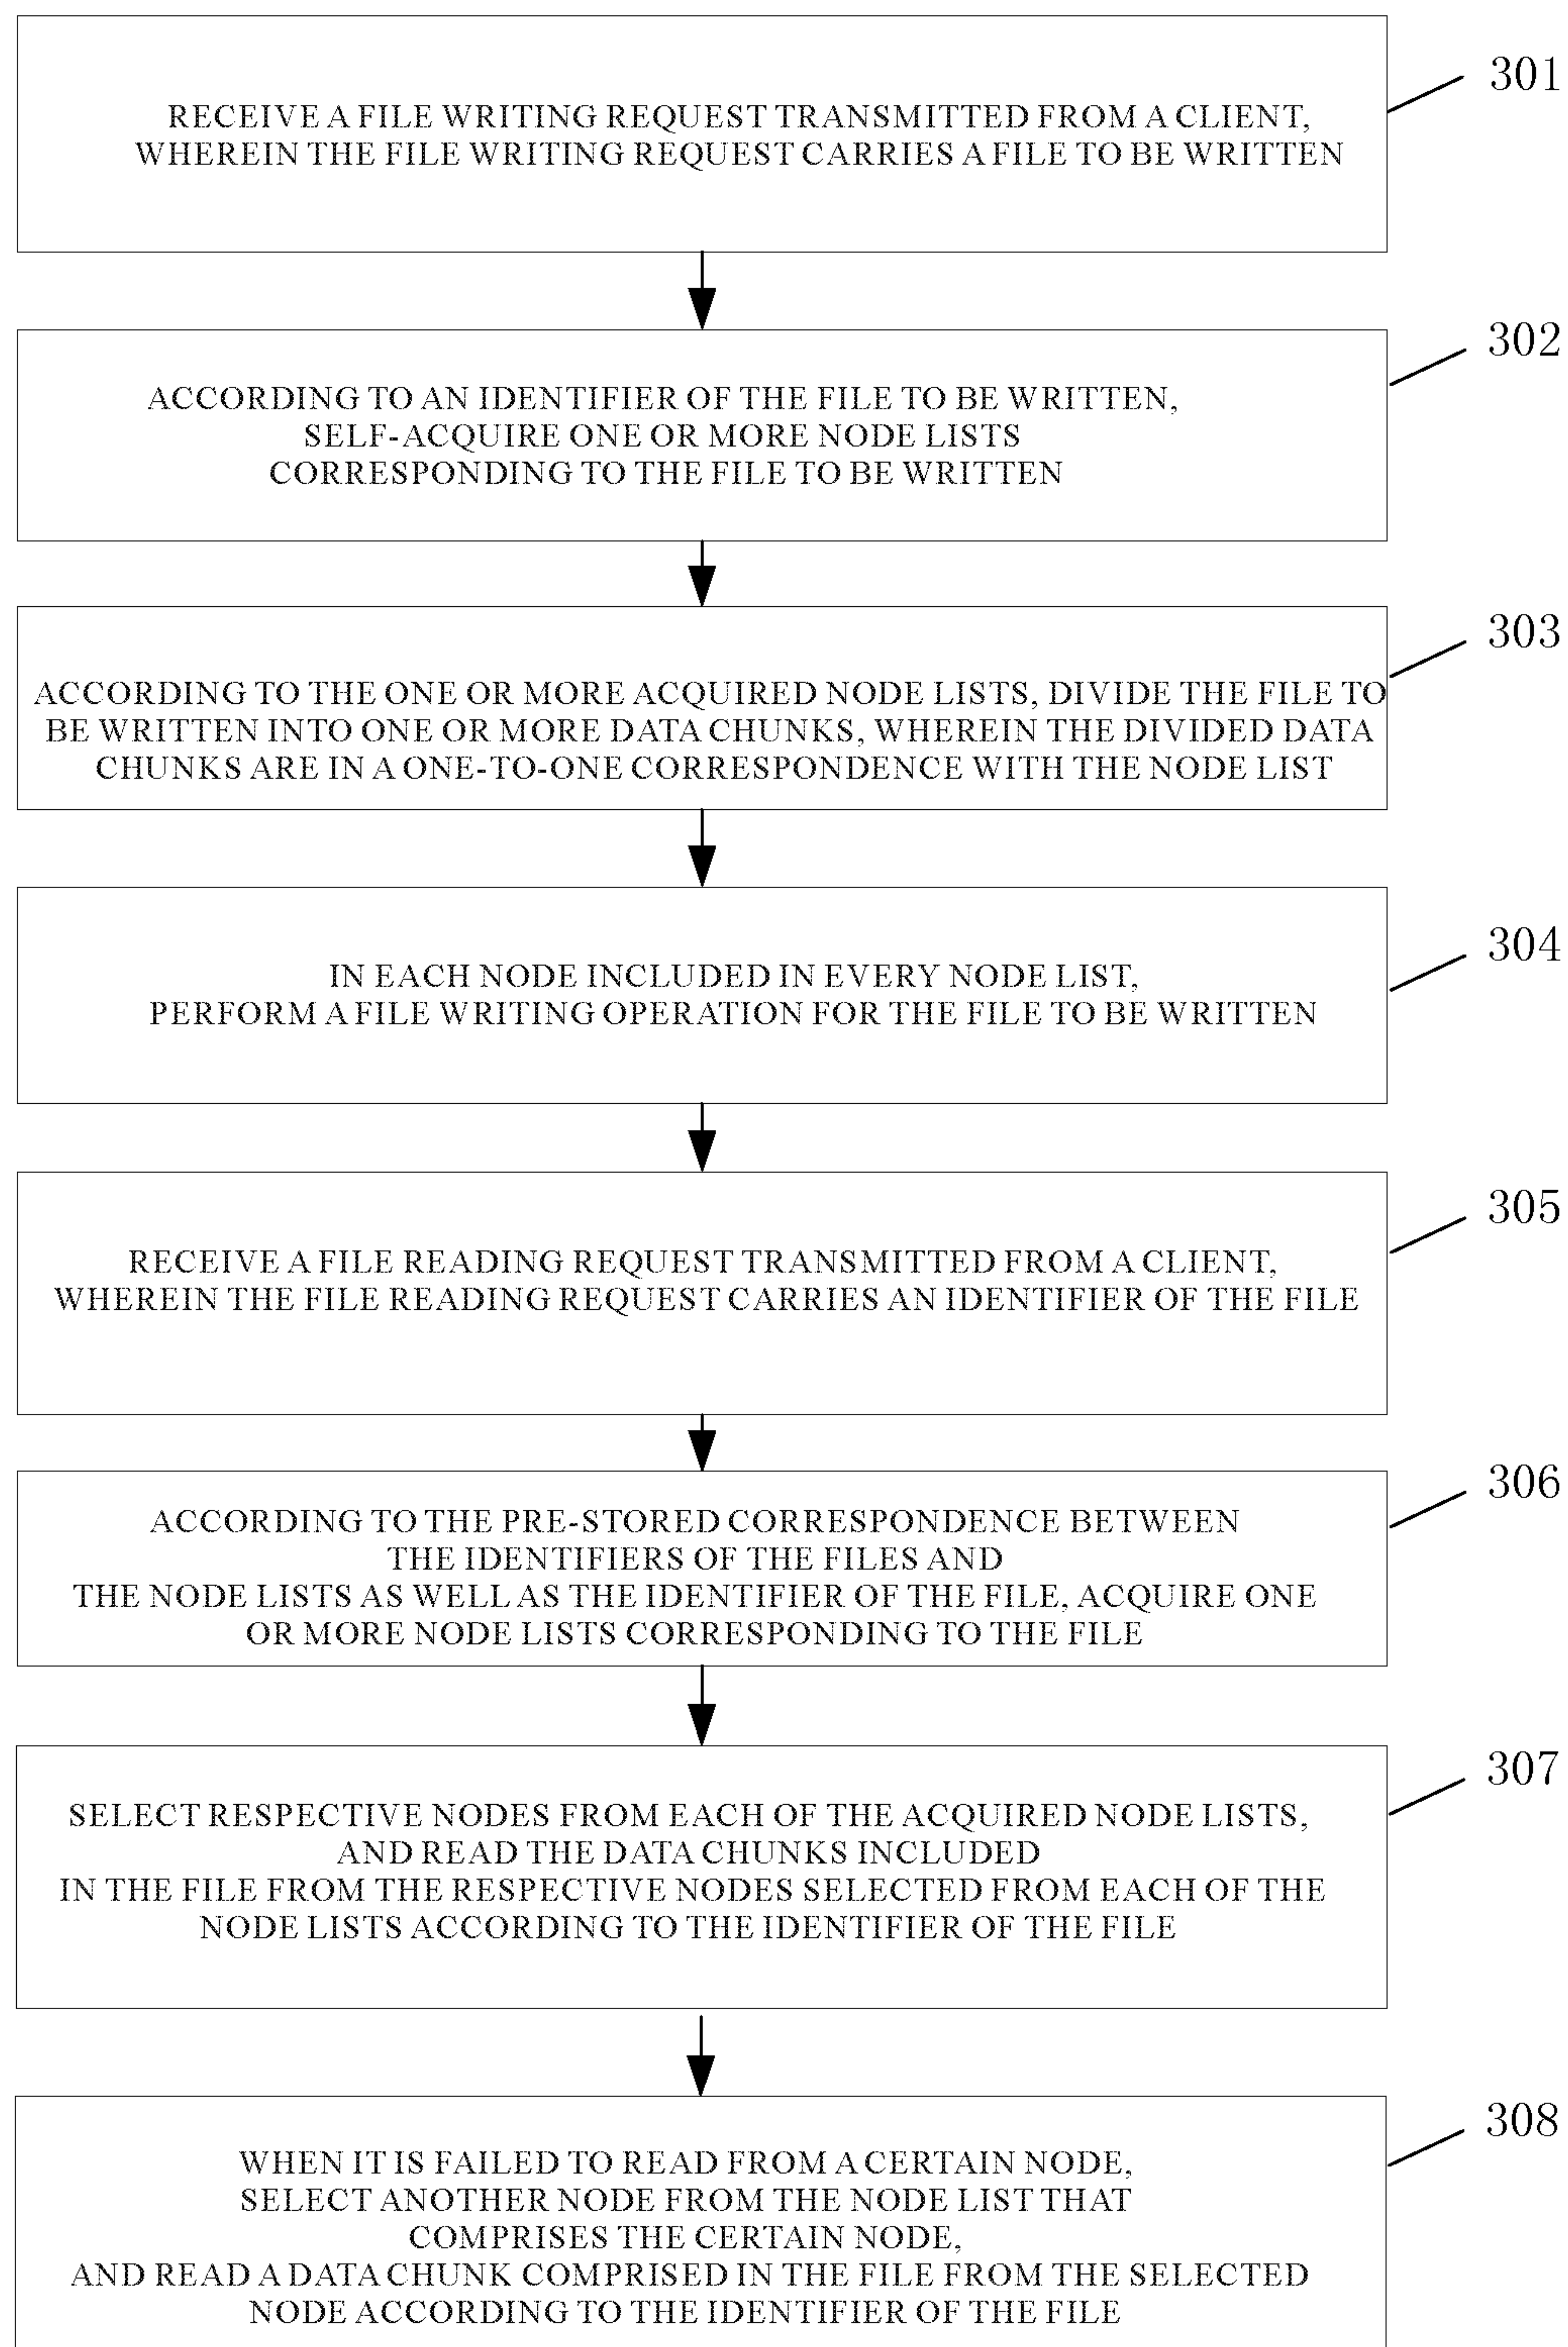 RECEIVE A FILE WRITING REQUEST TRANSMITTED FROM A CLIENT,
WHEREIN THE FILE WRITING REQUEST CARRIES A FILE TO BE WRITTEN
301
ACCORDING TO AN IDENTIFIER OF THE FILE TO BE WRITTEN,
SELF-ACQUIRE ONE OR MORE NODE LISTS
CORRESPONDING TO THE FILE TO BE WRITTEN
302
ACCORDING TO THE ONE OR MORE ACQUIRED NODE LISTS, DIVIDE THE FILE TO
BE WRITTEN INTO ONE OR MORE DATA CHUNKS, WHEREIN THE DIVIDED DATA
CHUNKS ARE IN A ONE-TO-ONE CORRESPONDENCE WITH THE NODE LIST
303
IN EACH NODE INCLUDED IN EVERY NODE LIST,
PERFORM A FILE WRITING OPERATION FOR THE FILE TO BE WRITTEN
304
RECEIVE A FILE READING REQUEST TRANSMITTED FROM A CLIENT,
WHEREIN THE FILE READING REQUEST CARRIES AN IDENTIFIER OF THE FILE
305
ACCORDING TO THE PRE-STORED CORRESPONDENCE BETWEEN
THE IDENTIFIERS OF THE FILES AND
THE NODE LISTS AS WELL AS THE IDENTIFIER OF THE FILE, ACQUIRE ONE
OR MORE NODE LISTS CORRESPONDING TO THE FILE
306
SELECT RESPECTIVE NODES FROM EACH OF THE ACQUIRED NODE LISTS,
AND READ THE DATA CHUNKS INCLUDED
IN THE FILE FROM THE RESPECTIVE NODES SELECTED FROM EACH OF THE
NODE LISTS ACCORDING TO THE IDENTIFIER OF THE FILE
307
WHEN IT IS FAILED TO READ FROM A CERTAIN NODE,
SELECT ANOTHER NODE FROM THE NODE LIST THAT
COMPRISES THE CERTAIN NODE,
AND READ A DATA CHUNK COMPRISED IN THE FILE FROM THE SELECTED
NODE ACCORDING TO THE IDENTIFIER OF THE FILE
308